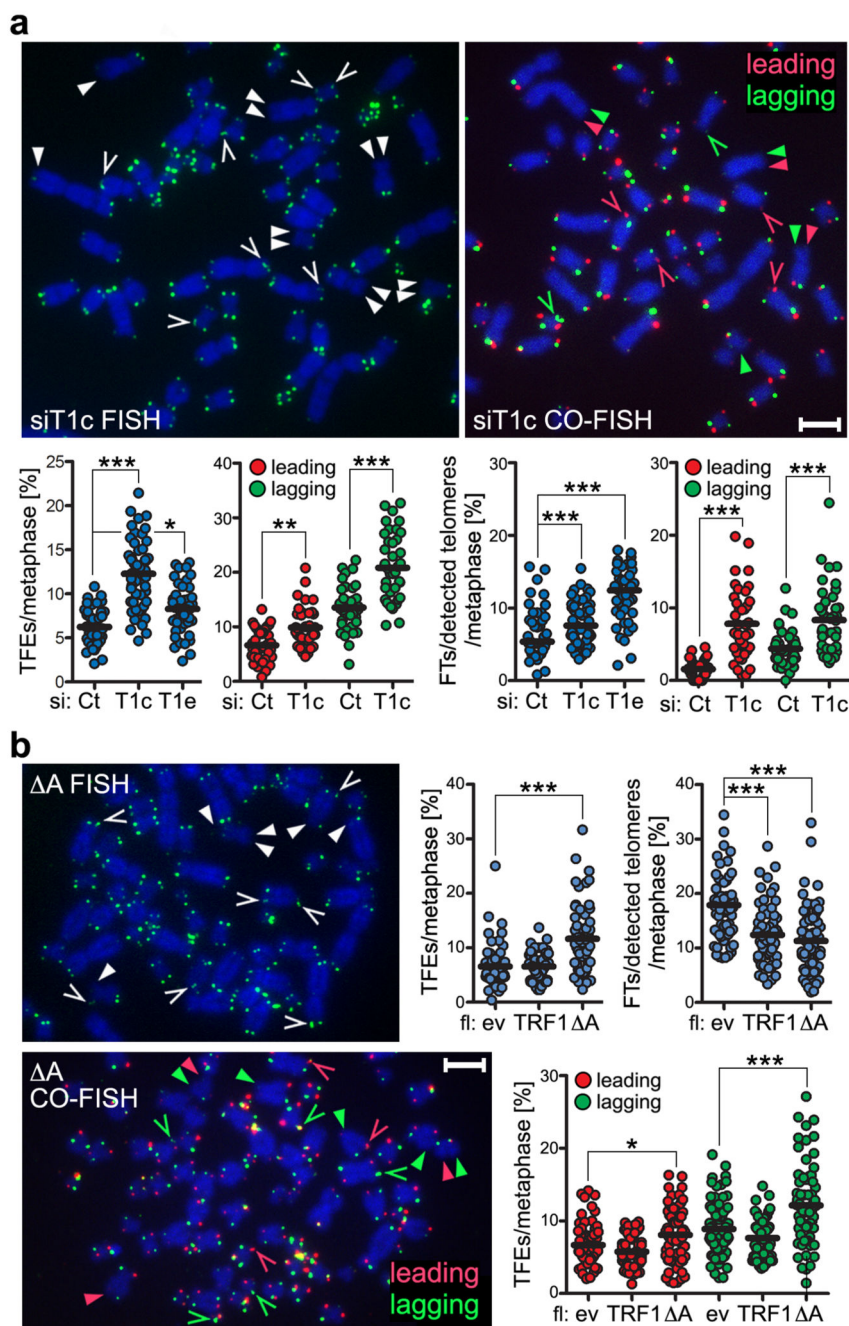 a
leading
lagging
siT1c FISH
siT1c CO-FISH
TFEs/metaphase [%]
25
20
15
10
5
0
***
*
si: Ct T1c T1e
40
30
20
10
0
leading
lagging
**
***
si: Ct T1c Ct T1c
FTs/detected telomeres
/metaphase [%]
25
20
15
10
5
0
***
***
si: Ct T1c T1e
30
20
10
0
leading
lagging
***
***
si: Ct T1c Ct T1c
b
ΔA FISH
TFEs/metaphase [%]
40
30
20
10
0
***
fl: ev TRF1 ΔA
FTs/detected telomeres
/metaphase [%]
40
30
20
10
0
***
***
fl: ev TRF1 ΔA
ΔA
CO-FISH
leading
lagging
TFEs/metaphase [%]
30
20
10
0
leading
lagging
*
***
fl: ev TRF1 ΔA ev TRF1 ΔA